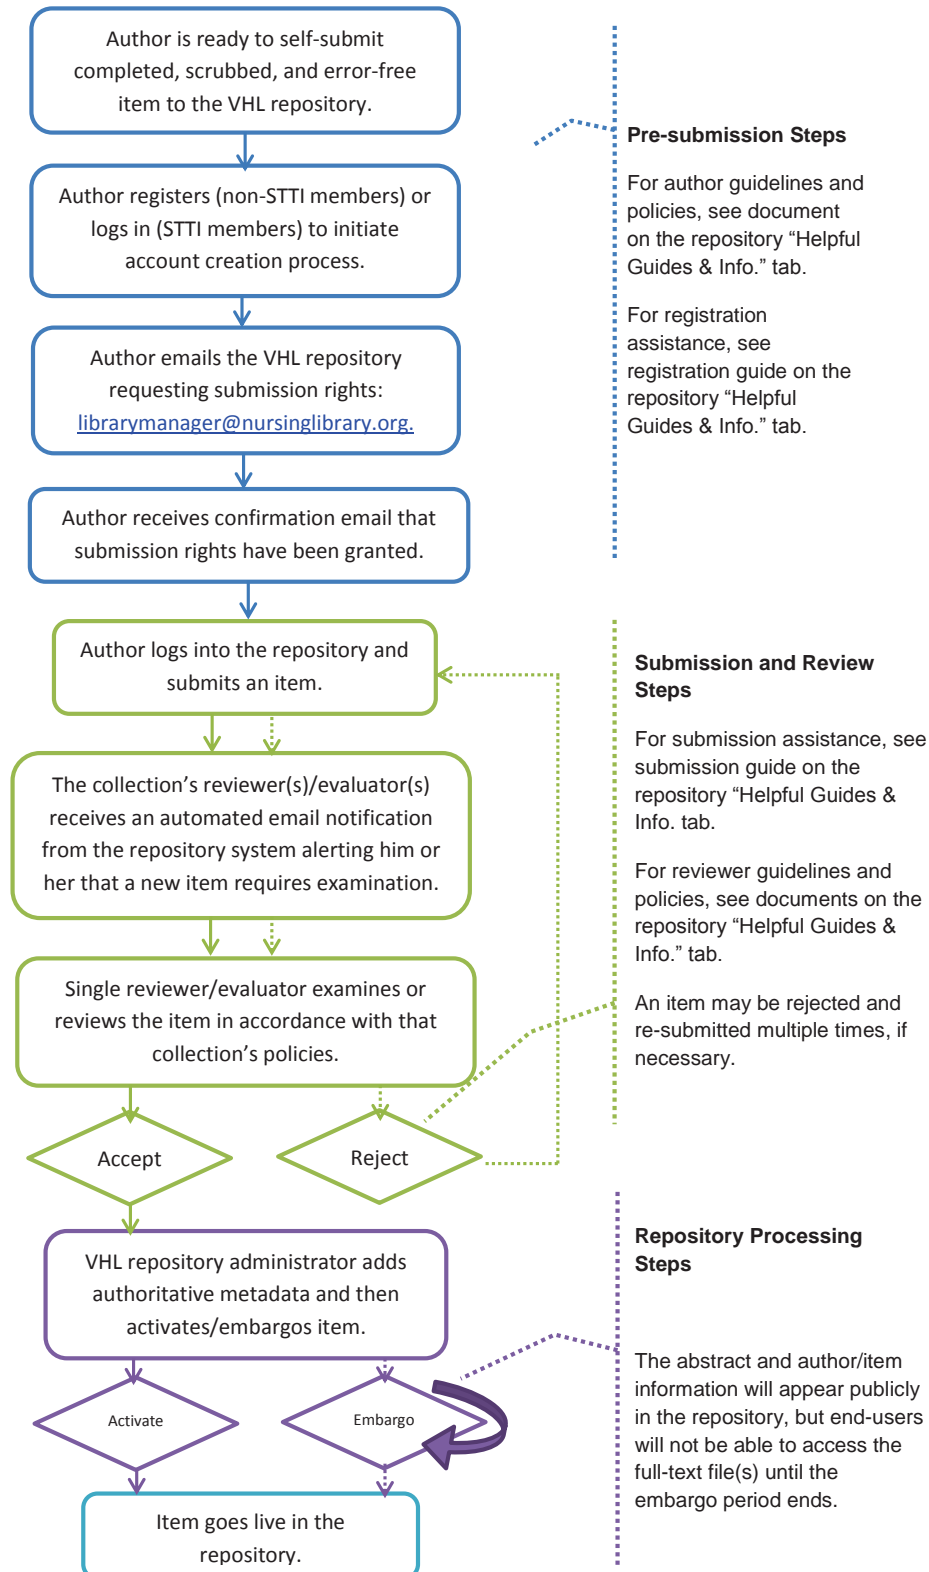 Author is ready to self-submit
completed, scrubbed, and error-free
item to the VHL repository.
Author registers (non-STTI members) or
logs in (STTI members) to initiate
account creation process.
Author emails the VHL repository
requesting submission rights:
librarymanager@nursinglibrary.org.
Author receives confirmation email that
submission rights have been granted.
Pre-submission Steps
For author guidelines and
policies, see document
on the repository “Helpful
Guides & Info.” tab.
For registration
assistance, see
registration guide on the
repository “Helpful
Guides & Info.” tab.
Author logs into the repository and
submits an item.
The collection’s reviewer(s)/evaluator(s)
receives an automated email notification
from the repository system alerting him or
her that a new item requires examination.
Single reviewer/evaluator examines or
reviews the item in accordance with that
collection’s policies.
Accept
Reject
Submission and Review
Steps
For submission assistance, see
submission guide on the
repository “Helpful Guides &
Info. tab.
For reviewer guidelines and
policies, see documents on the
repository “Helpful Guides &
Info.” tab.
An item may be rejected and
re-submitted multiple times, if
necessary.
VHL repository administrator adds
authoritative metadata and then
activates/embargos item.
Activate
Embargo
Item goes live in the
repository.
Repository Processing
Steps
The abstract and author/item
information will appear publicly
in the repository, but end-users
will not be able to access the
full-text file(s) until the
embargo period ends.